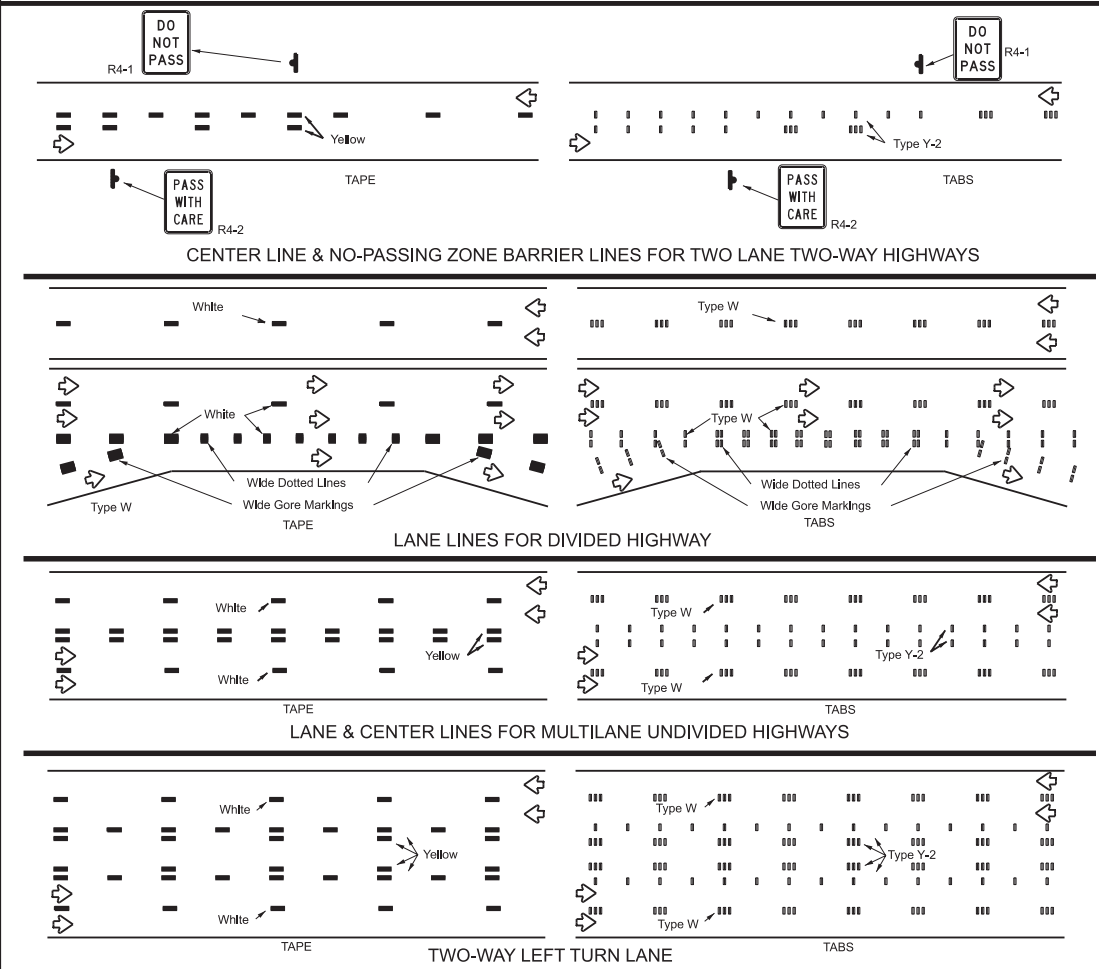 DO
NOT
PASS
R4-1
Yellow
PASS
WITH
CARE
R4-2
TAPE
DO
NOT
PASS
R4-1
Type Y-2
PASS
WITH
CARE
R4-2
TABS
CENTER LINE & NO-PASSING ZONE BARRIER LINES FOR TWO LANE TWO-WAY HIGHWAYS
White
Type W
White
Wide Dotted Lines
Wide Gore Markings
Type W
TAPE
Type W
Wide Dotted Lines
Wide Gore Markings
TABS
LANE LINES FOR DIVIDED HIGHWAY
White
Yellow
White
TAPE
Type W
Type Y-2
Type W
TABS
LANE & CENTER LINES FOR MULTILANE UNDIVIDED HIGHWAYS
White
Yellow
White
TAPE
Type W
Type Y-2
Type W
TABS
TWO-WAY LEFT TURN LANE